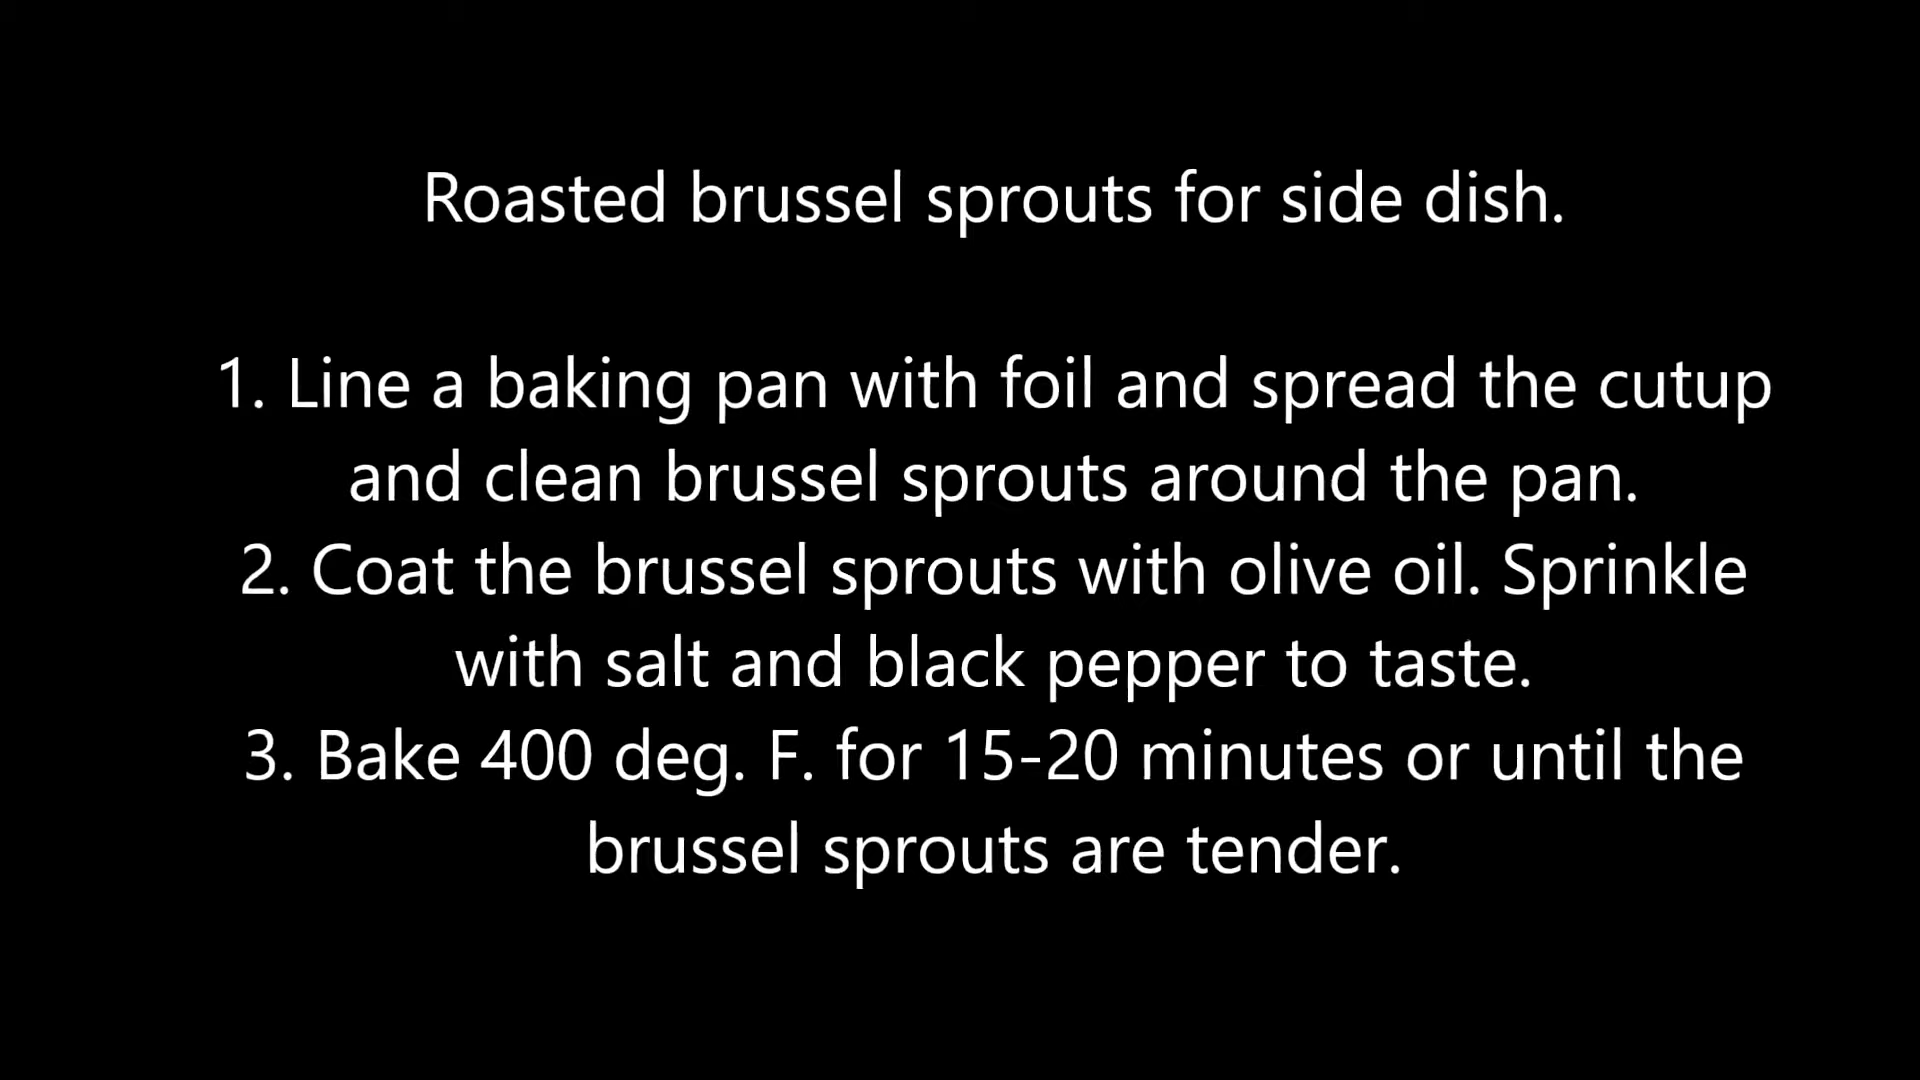 Roasted brussel sprouts for side dish.
1. Line a baking pan with foil and spread the cutup
and clean brussel sprouts around the pan.
2. Coat the brussel sprouts with olive oil. Sprinkle
with salt and black pepper to taste.
3. Bake 400 deg. F. for 15-20 minutes or until the
brussel sprouts are tender.